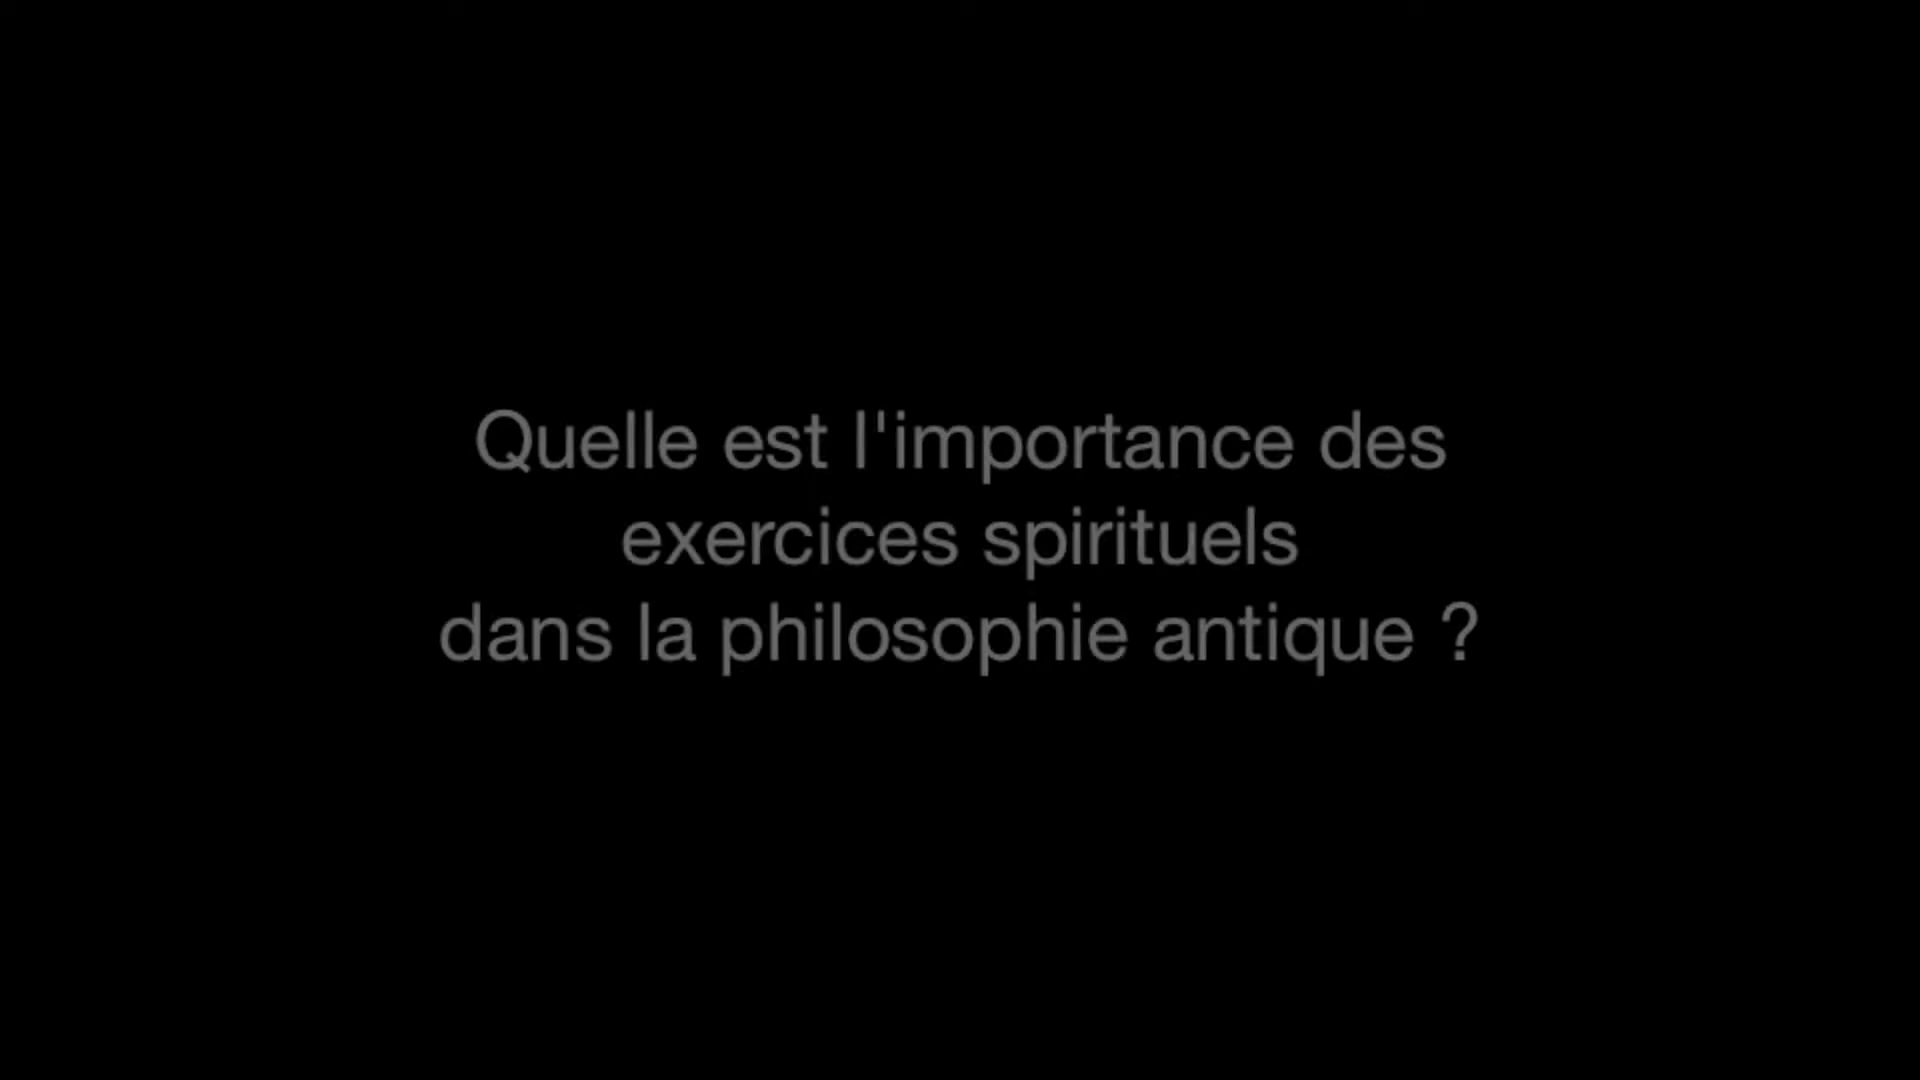 Quelle est l'importance des
exercices spirituels
dans la philosophie antique ?